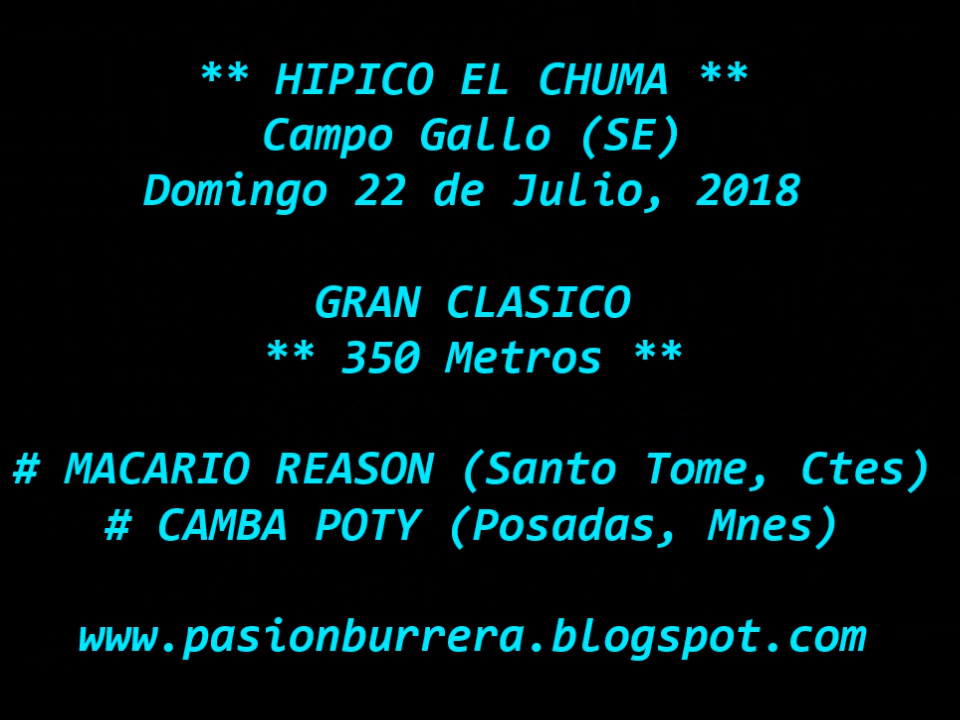 ** HIPICO EL CHUMA **
Campo Gallo (SE)
Domingo 22 de Julio, 2018
GRAN CLASICO
** 350 Metros **
# MACARIO REASON (Santo Tome, Ctes)
# CAMBA POTY (Posadas, Mnes)
www.pasionburrera.blogspot.com